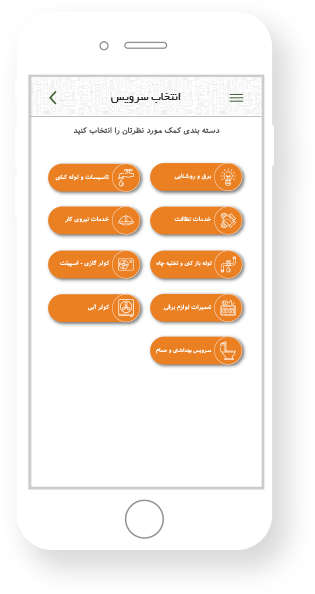 انتخاب سرویس
دسته بندی کمک مورد نظرتان را انتخاب کنید
برق و روشنایی
تاسیسات و لوله کشی
خدمات نظافت
خدمات نیروی کار
لوله باز کنی و تخلیه چاه
کولر گازی - اسپیلت
تعمیرات لوازم برقی
کولر آبی
سرویس بهداشتی و حمام